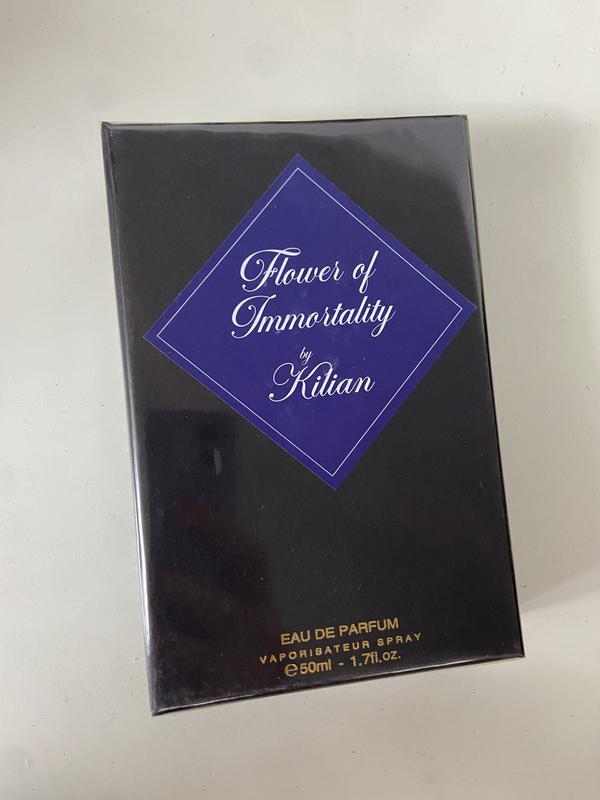 Flower of
Immortality
by
Kilian
EAU DE PARFUM
VAPORISATEUR SPRAY
℮50ml - 1.7fl.oz.